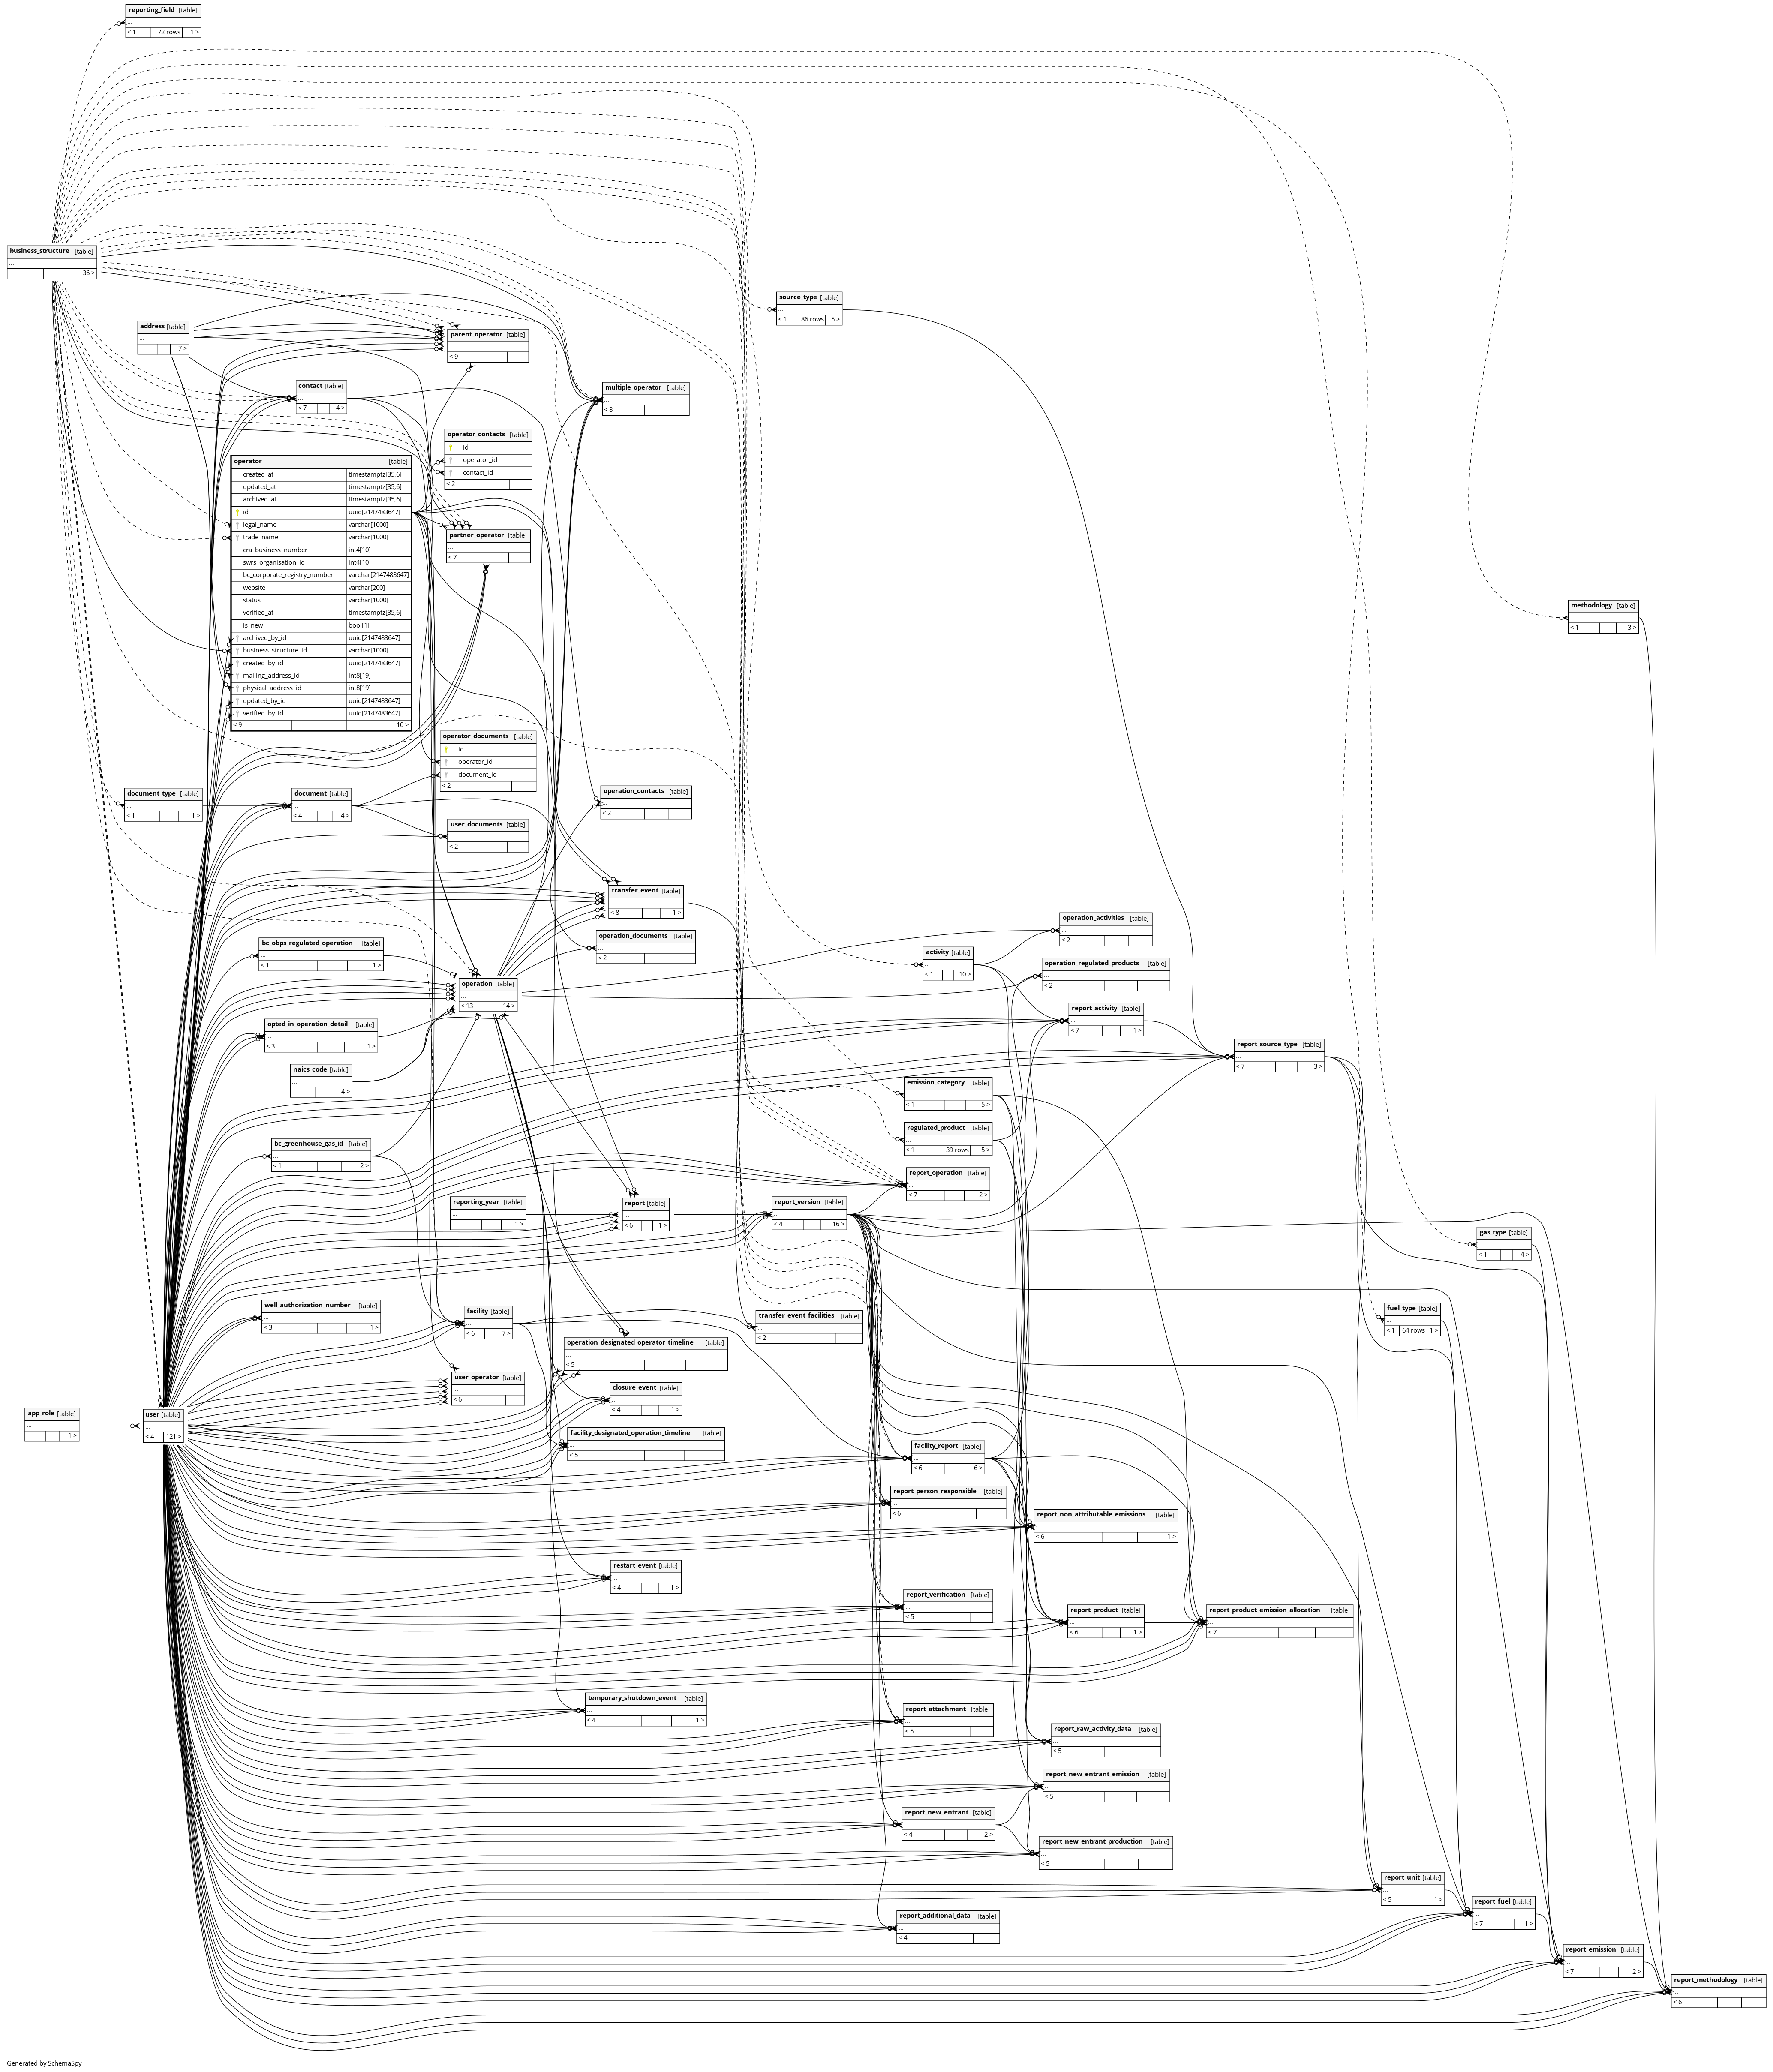 reporting_field [table]
...
< 1 72 rows 1 >
business_structure [table]
...
36 >
source_type [table]
...
< 1 86 rows 5 >
address [table]
...
7 >
parent_operator [table]
...
< 9
contact [table]
...
< 7 4 >
multiple_operator [table]
...
< 8
operator_contacts [table]
id
operator_id
contact_id
< 2
operator [table]
created_at timestamptz[35,6]
updated_at timestamptz[35,6]
archived_at timestamptz[35,6]
id uuid[2147483647]
legal_name varchar[1000]
trade_name varchar[1000]
cra_business_number int4[10]
swrs_organisation_id int4[10]
bc_corporate_registry_number varchar[2147483647]
website varchar[200]
status varchar[1000]
verified_at timestamptz[35,6]
is_new bool[1]
archived_by_id uuid[2147483647]
business_structure_id varchar[1000]
created_by_id uuid[2147483647]
mailing_address_id int8[19]
physical_address_id int8[19]
updated_by_id uuid[2147483647]
verified_by_id uuid[2147483647]
< 9 10 >
partner_operator [table]
...
< 7
methodology [table]
...
< 1 3 >
operator_documents [table]
id
operator_id
document_id
< 2
document_type [table]
...
< 1 1 >
document [table]
...
< 4 4 >
operation_contacts [table]
...
< 2
user_documents [table]
...
< 2
transfer_event [table]
...
< 8 1 >
operation_activities [table]
...
< 2
operation_documents [table]
...
< 2
bc_obps_regulated_operation [table]
...
< 1 1 >
activity [table]
...
< 1 10 >
operation_regulated_products [table]
...
< 2
operation [table]
...
< 13 14 >
report_activity [table]
...
< 7 1 >
opted_in_operation_detail [table]
...
< 3 1 >
report_source_type [table]
...
< 7 3 >
naics_code [table]
...
4 >
emission_category [table]
...
< 1 5 >
regulated_product [table]
...
< 1 39 rows 5 >
bc_greenhouse_gas_id [table]
...
< 1 2 >
report_operation [table]
...
< 7 2 >
reporting_year [table]
...
1 >
report [table]
...
< 6 1 >
report_version [table]
...
< 4 16 >
gas_type [table]
...
< 1 4 >
well_authorization_number [table]
...
< 3 1 >
facility [table]
...
< 6 7 >
transfer_event_facilities [table]
...
< 2
fuel_type [table]
...
< 1 64 rows 1 >
operation_designated_operator_timeline [table]
...
< 5
user_operator [table]
...
< 6
closure_event [table]
...
< 4 1 >
app_role [table]
...
1 >
user [table]
...
< 4 121 >
facility_designated_operation_timeline [table]
...
< 5
facility_report [table]
...
< 6 6 >
report_person_responsible [table]
...
< 6
report_non_attributable_emissions [table]
...
< 6 1 >
restart_event [table]
...
< 4 1 >
report_verification [table]
...
< 5
report_product [table]
...
< 6 1 >
report_product_emission_allocation [table]
...
< 7
temporary_shutdown_event [table]
...
< 4 1 >
report_attachment [table]
...
< 5
report_raw_activity_data [table]
...
< 5
report_new_entrant_emission [table]
...
< 5
report_new_entrant [table]
...
< 4 2 >
report_new_entrant_production [table]
...
< 5
report_unit [table]
...
< 5 1 >
report_fuel [table]
...
< 7 1 >
report_additional_data [table]
...
< 4
report_emission [table]
...
< 7 2 >
report_methodology [table]
...
< 6
Generated by SchemaSpy